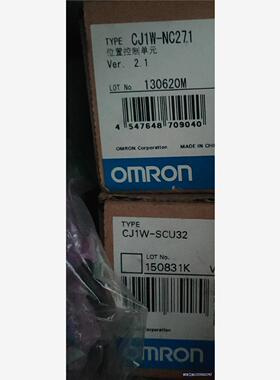 TYPE CJ1W-NC271
位置控制单元
Ver. 2.1
LOT No 130620M
4 547648 709040
OMRON Corporation MADE IN CHI
OMRON
TYPE
CJ1W-SCU32
LOT No.
150831K V
OMRON